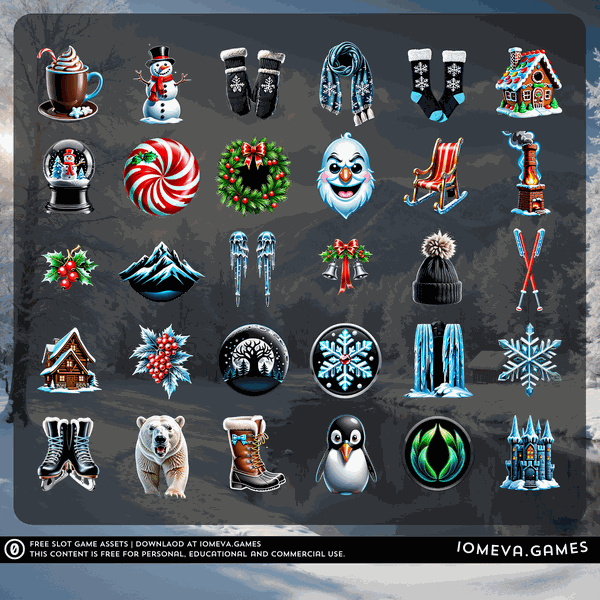 FREE SLOT GAME ASSETS | DOWNLAOD AT IOMEVA.GAMES
THIS CONTENT IS FREE FOR PERSONAL, EDUCATIONAL AND COMMERCIAL USE.
IOMEVA.GAMES